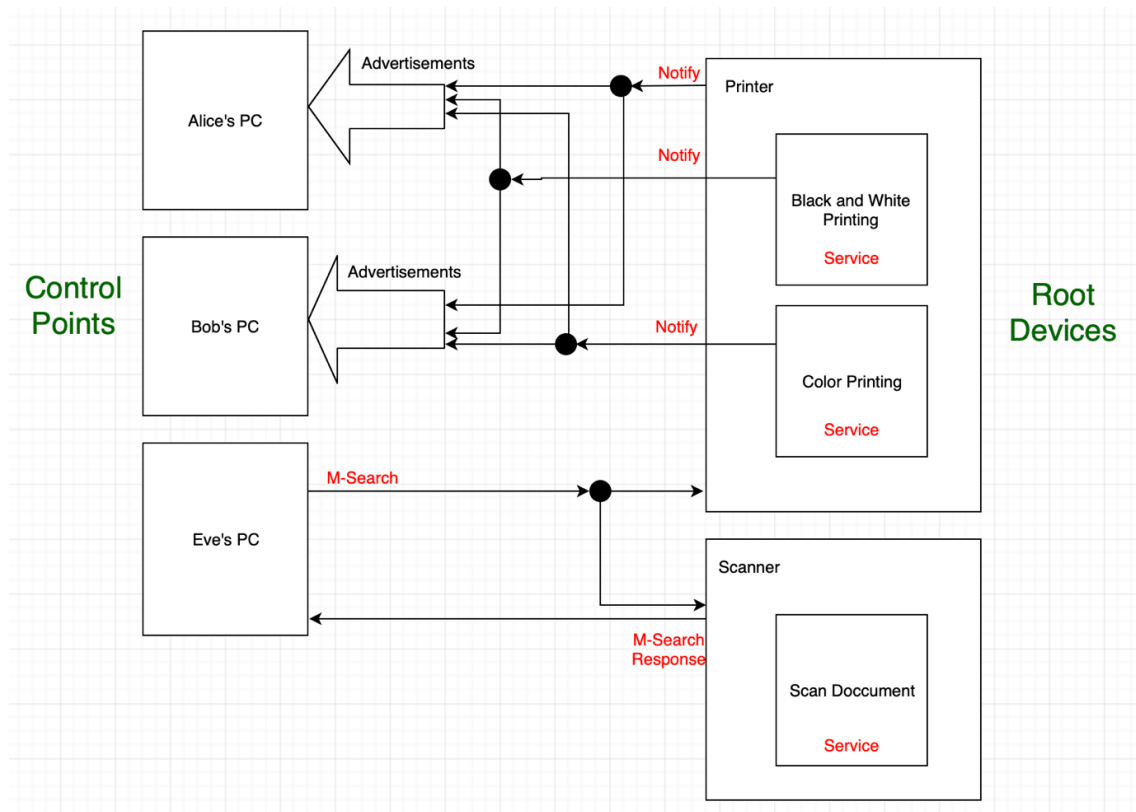 Advertisements
Notify
Printer
Alice's PC
Notify
Black and White
Printing
Service
Advertisements
Control
Points
Bob's PC
Notify
Root
Devices
Color Printing
Service
M-Search
Eve's PC
Scanner
M-Search
Response
Scan Doccument
Service